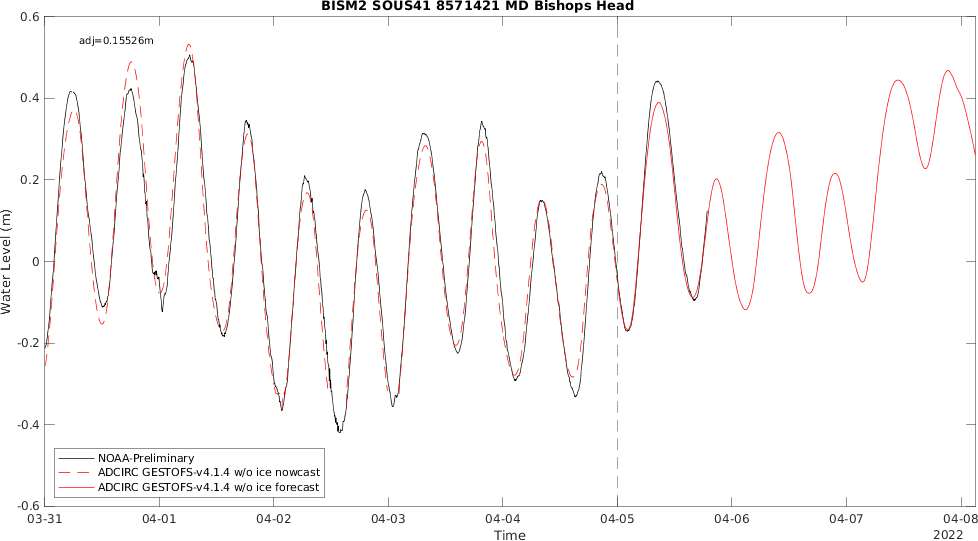 BISM2 SOUS41 8571421 MD Bishops Head
adj=0.15526m
0.6
0.4
0.2
0
-0.2
-0.4
-0.6
Water Level (m)
NOAA-Preliminary
ADCIRC GESTOFS-v4.1.4 w/o ice nowcast
ADCIRC GESTOFS-v4.1.4 w/o ice forecast
03-31 04-01 04-02 04-03 04-04 04-05 04-06 04-07 04-08
Time 2022